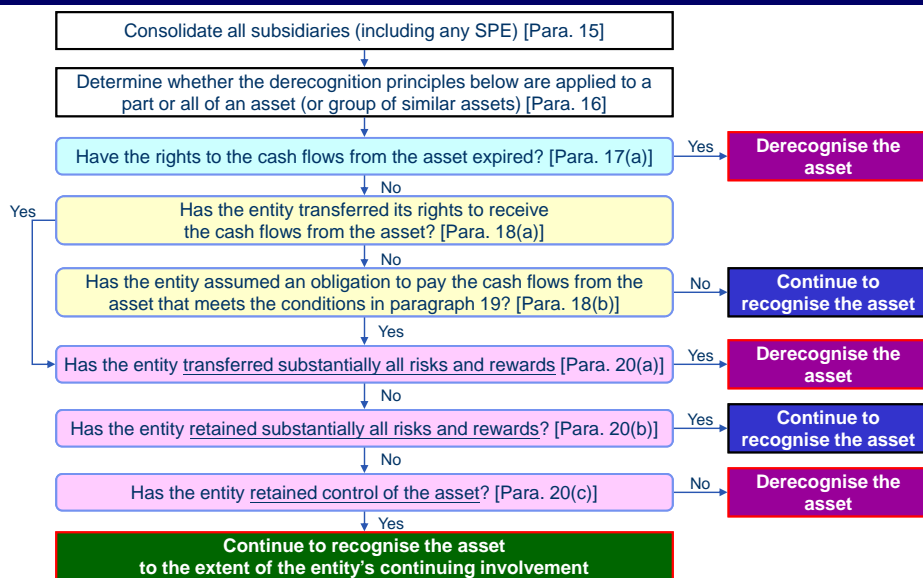 Consolidate all subsidiaries (including any SPE) [Para. 15]
Determine whether the derecognition principles below are applied to a
part or all of an asset (or group of similar assets) [Para. 16]
Have the rights to the cash flows from the asset expired? [Para. 17(a)]
Yes
Derecognise the
asset
No
Yes
Has the entity transferred its rights to receive
the cash flows from the asset? [Para. 18(a)]
No
Has the entity assumed an obligation to pay the cash flows from the
asset that meets the conditions in paragraph 19? [Para. 18(b)]
No
Continue to
recognise the asset
Yes
Has the entity transferred substantially all risks and rewards [Para. 20(a)]
Yes
Derecognise the
asset
No
Has the entity retained substantially all risks and rewards? [Para. 20(b)]
Yes
Continue to
recognise the asset
No
Has the entity retained control of the asset? [Para. 20(c)]
No
Derecognise the
asset
Yes
Continue to recognise the asset
to the extent of the entity's continuing involvement